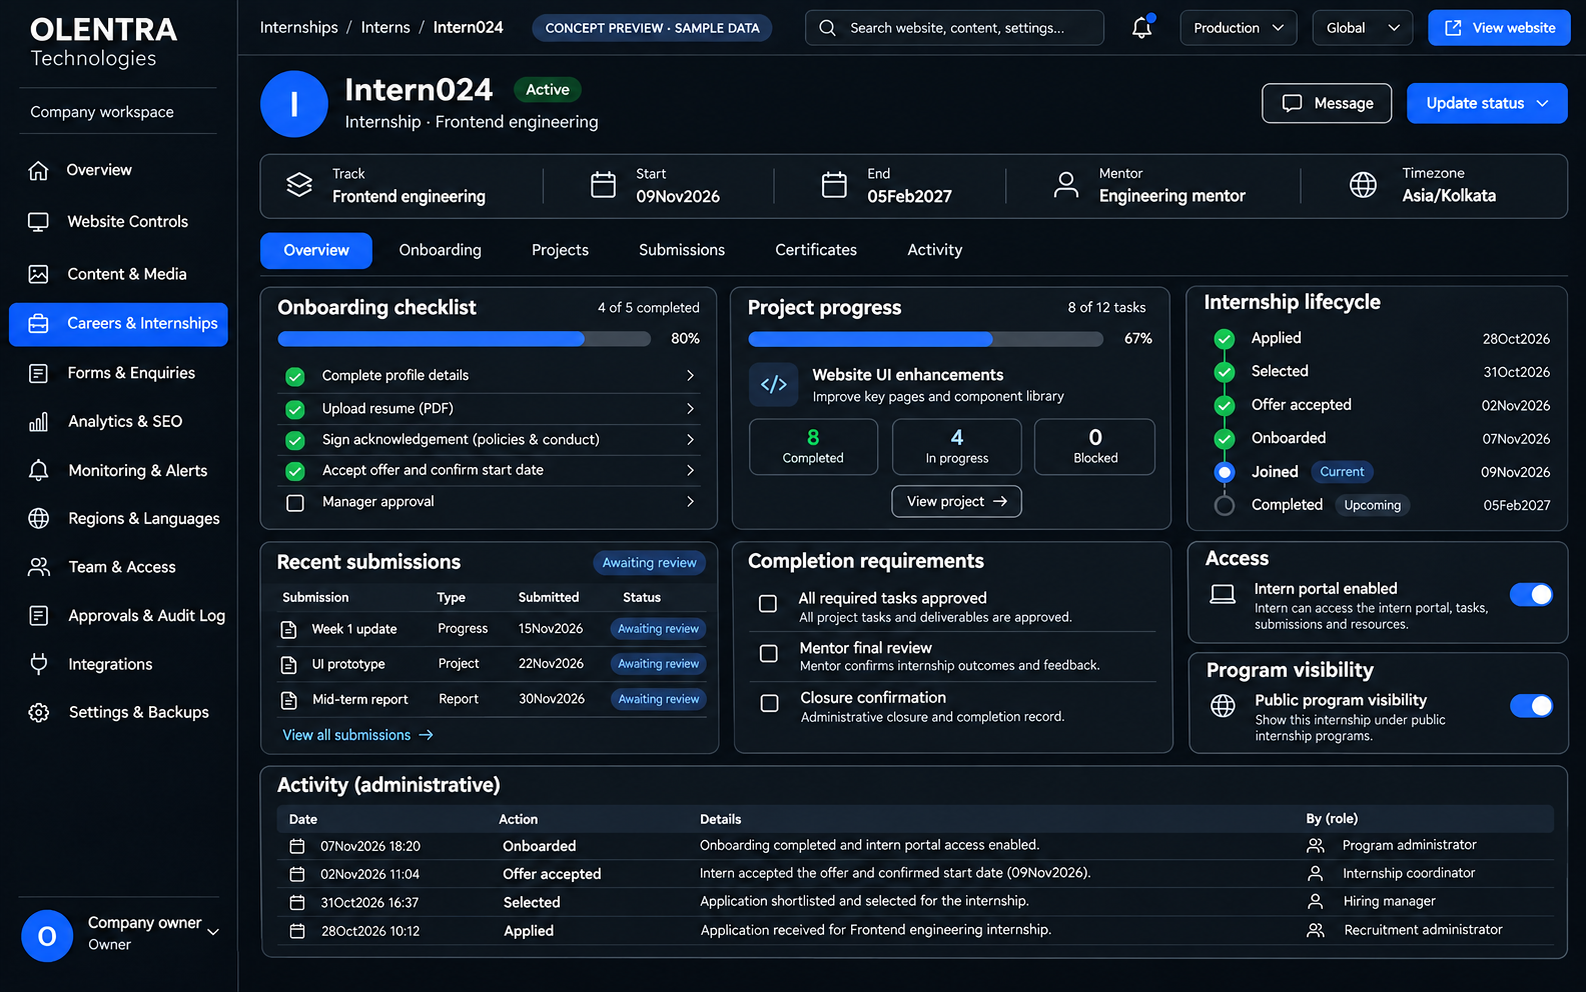 OLENTRA
Technologies
Company workspace
Overview
Website Controls
Content & Media
Careers & Internships
Forms & Enquiries
Analytics & SEO
Monitoring & Alerts
Regions & Languages
Team & Access
Approvals & Audit Log
Integrations
Settings & Backups
O
Company owner
Owner
Internships / Interns / Intern024
CONCEPT PREVIEW · SAMPLE DATA
Search website, content, settings...
Production
Global
View website
I
Intern024 Active
Internship · Frontend engineering
Message
Update status
Track
Frontend engineering
Start
09Nov2026
End
05Feb2027
Mentor
Engineering mentor
Timezone
Asia/Kolkata
Overview Onboarding Projects Submissions Certificates Activity
Onboarding checklist 4 of 5 completed
80%
Complete profile details
Upload resume (PDF)
Sign acknowledgement (policies & conduct)
Accept offer and confirm start date
Manager approval
Project progress 8 of 12 tasks
67%
</>
Website UI enhancements
Improve key pages and component library
8
Completed
4
In progress
0
Blocked
View project →
Internship lifecycle
Applied 28Oct2026
Selected 31Oct2026
Offer accepted 02Nov2026
Onboarded 07Nov2026
Joined Current 09Nov2026
Completed Upcoming 05Feb2027
Recent submissions Awaiting review
Submission Type Submitted Status
Week 1 update Progress 15Nov2026 Awaiting review
UI prototype Project 22Nov2026 Awaiting review
Mid-term report Report 30Nov2026 Awaiting review
View all submissions →
Completion requirements
All required tasks approved
All project tasks and deliverables are approved.
Mentor final review
Mentor confirms internship outcomes and feedback.
Closure confirmation
Administrative closure and completion record.
Access
Intern portal enabled
Intern can access the intern portal, tasks,
submissions and resources.
Program visibility
Public program visibility
Show this internship under public
internship programs.
Activity (administrative)
Date Action Details By (role)
07Nov2026 18:20 Onboarded Onboarding completed and intern portal access enabled. Program administrator
02Nov2026 11:04 Offer accepted Intern accepted the offer and confirmed start date (09Nov2026). Internship coordinator
31Oct2026 16:37 Selected Application shortlisted and selected for the internship. Hiring manager
28Oct2026 10:12 Applied Application received for Frontend engineering internship. Recruitment administrator